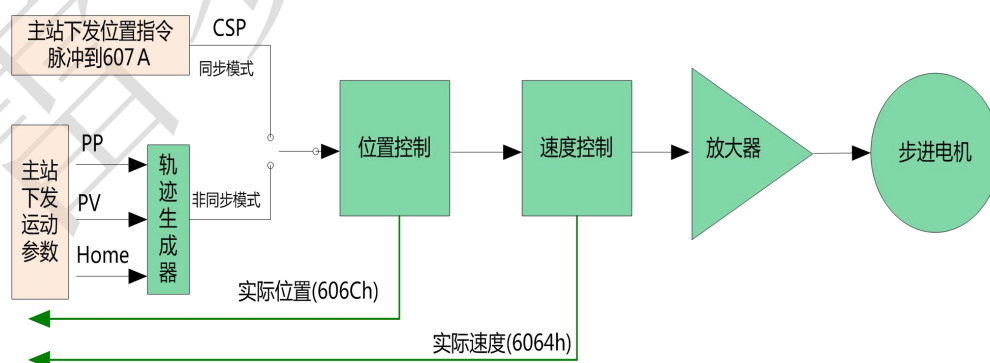 主站下发位置指令
脉冲到607A
CSP
同步模式
主站
下发
运动
参数
PP
PV
Home
轨
迹
生
成
器
非同步模式
位置控制
速度控制
放大器
步进电机
实际位置(606Ch)
实际速度(6064h)